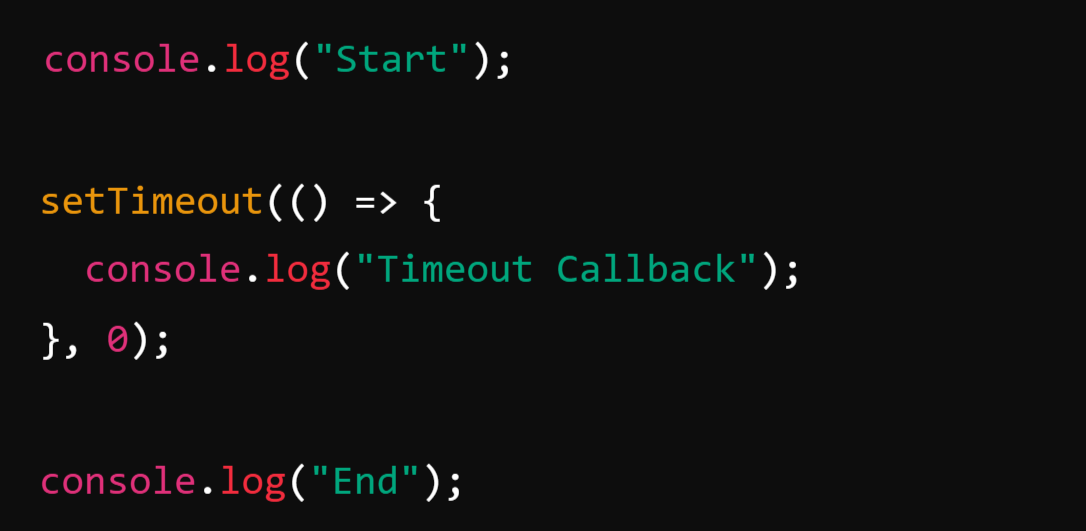 console.log("Start");
setTimeout(() => {
  console.log("Timeout Callback");
}, 0);
console.log("End");